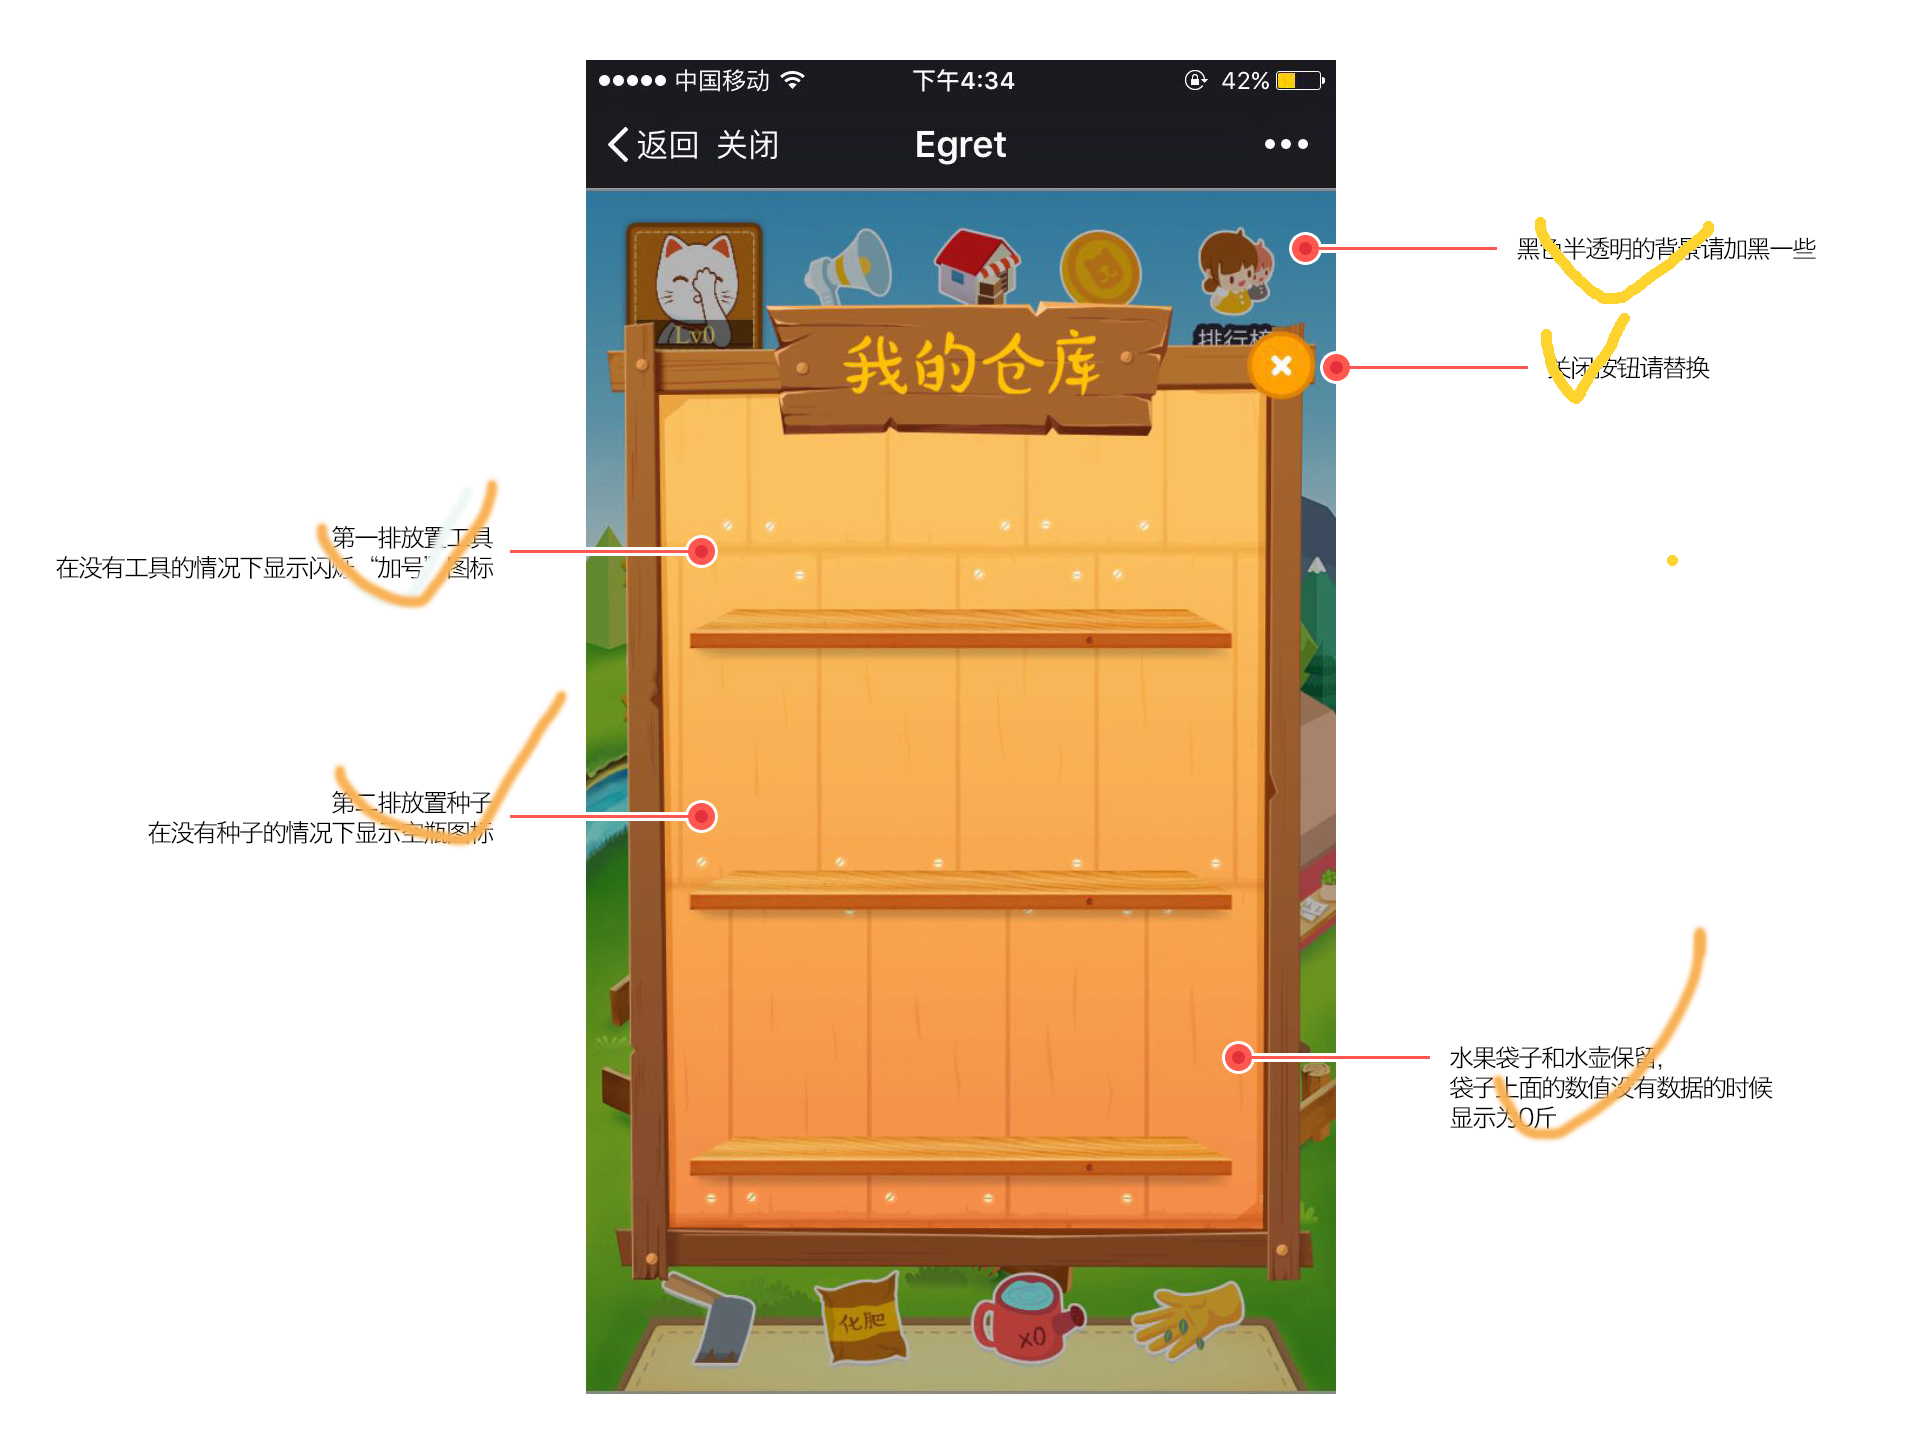 中国移动 下午4:34 42%
返回 关闭 Egret
黑色半透明的背景请加黑一些
Lv0
排行榜
我的仓库
关闭按钮请替换
第一排放置工具
在没有工具的情况下显示闪烁“加号”图标
第二排放置种子
在没有种子的情况下显示空瓶图标
水果袋子和水壶保留,
袋子上面的数值没有数据的时候
显示为0斤
化肥
x0